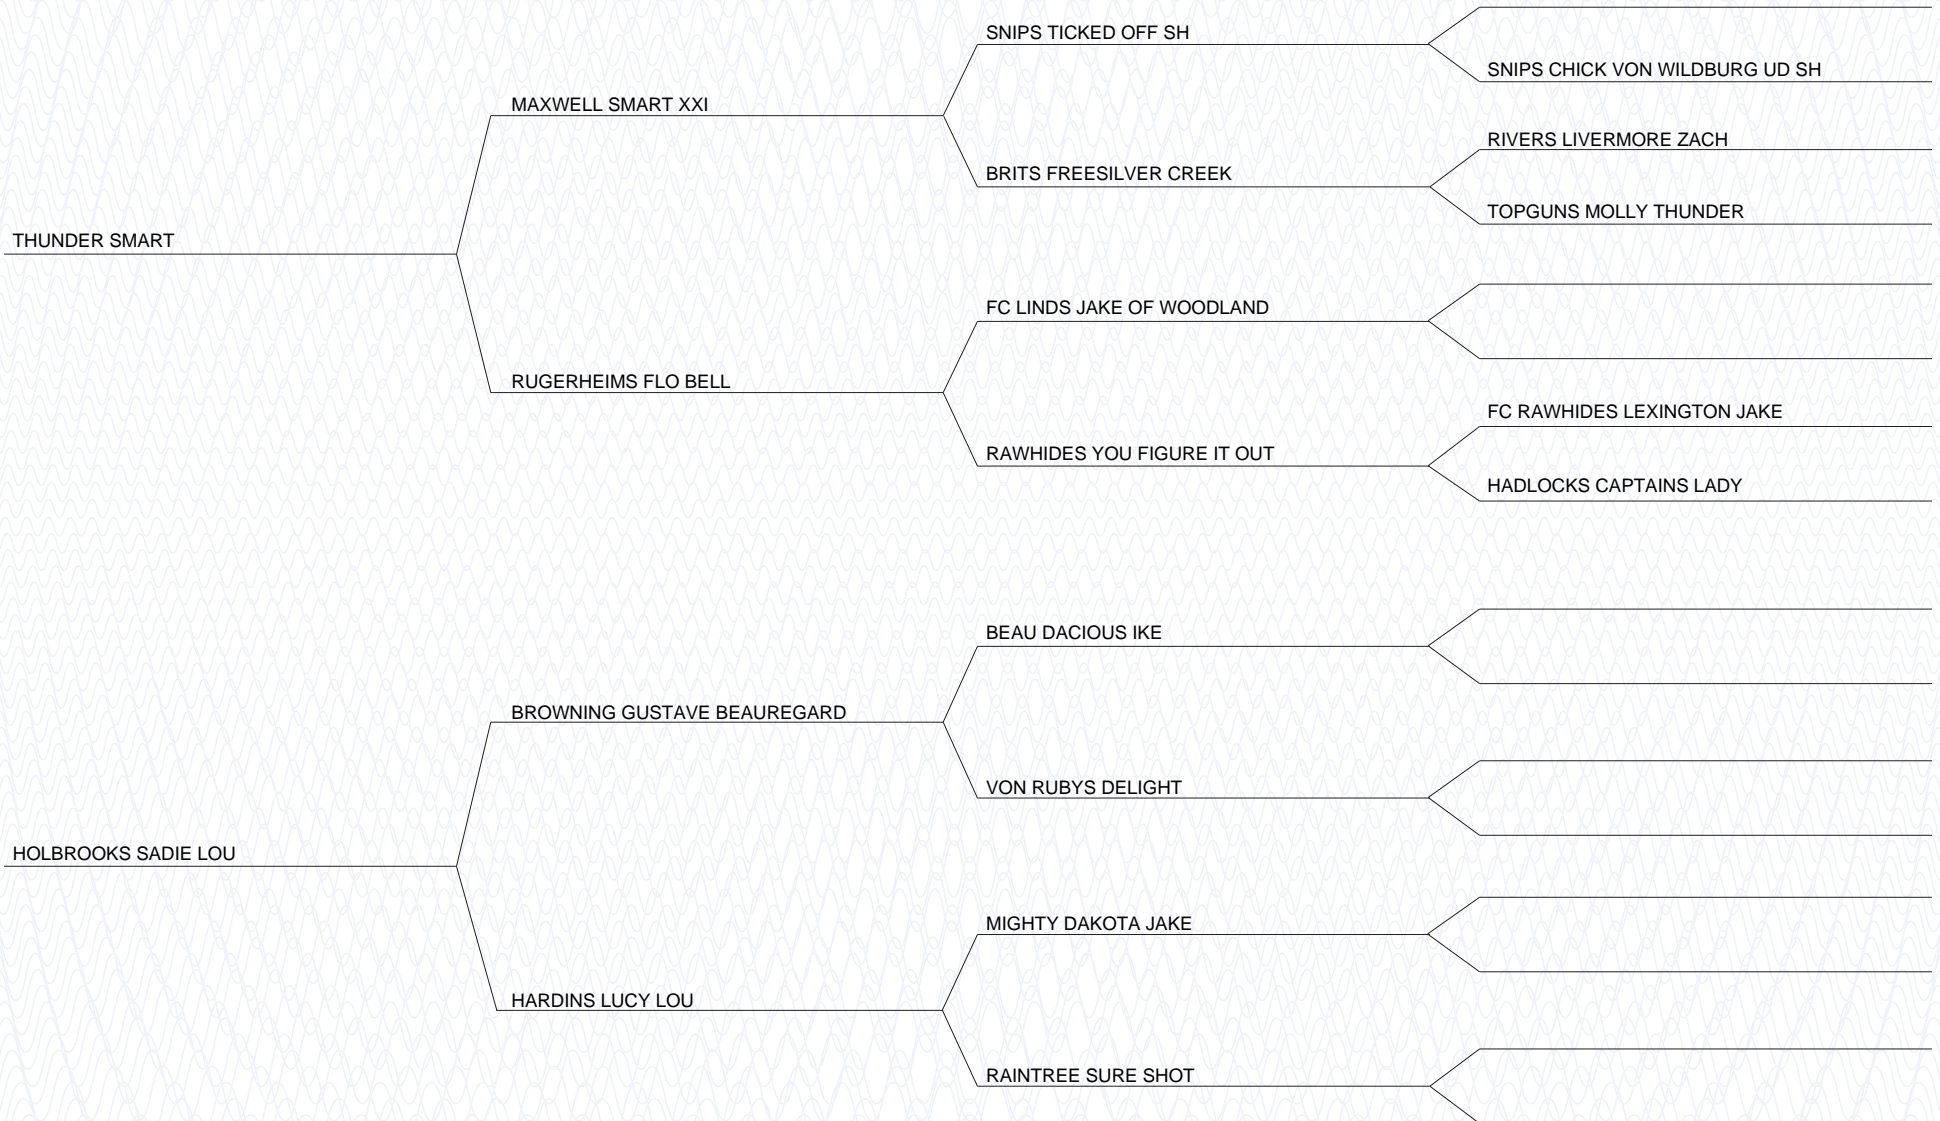 SNIPS TICKED OFF SH
SNIPS CHICK VON WILDBURG UD SH
MAXWELL SMART XXI
RIVERS LIVERMORE ZACH
BRITS FREESILVER CREEK
TOPGUNS MOLLY THUNDER
THUNDER SMART
FC LINDS JAKE OF WOODLAND
RUGERHEIMS FLO BELL
FC RAWHIDES LEXINGTON JAKE
RAWHIDES YOU FIGURE IT OUT
HADLOCKS CAPTAINS LADY
BEAU DACIOUS IKE
BROWNING GUSTAVE BEAUREGARD
VON RUBYS DELIGHT
HOLBROOKS SADIE LOU
MIGHTY DAKOTA JAKE
HARDINS LUCY LOU
RAINTREE SURE SHOT